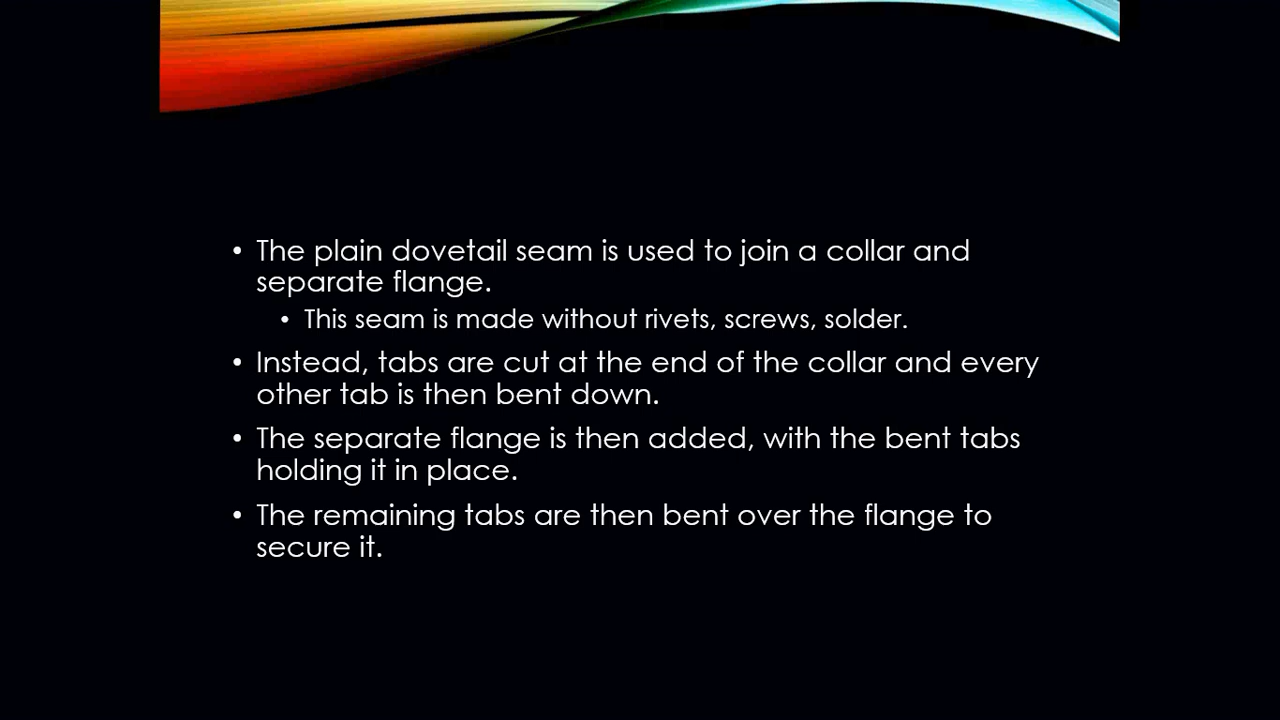 • The plain dovetail seam is used to join a collar and
separate flange.
• This seam is made without rivets, screws, solder.
• Instead, tabs are cut at the end of the collar and every
other tab is then bent down.
• The separate flange is then added, with the bent tabs
holding it in place.
• The remaining tabs are then bent over the flange to
secure it.